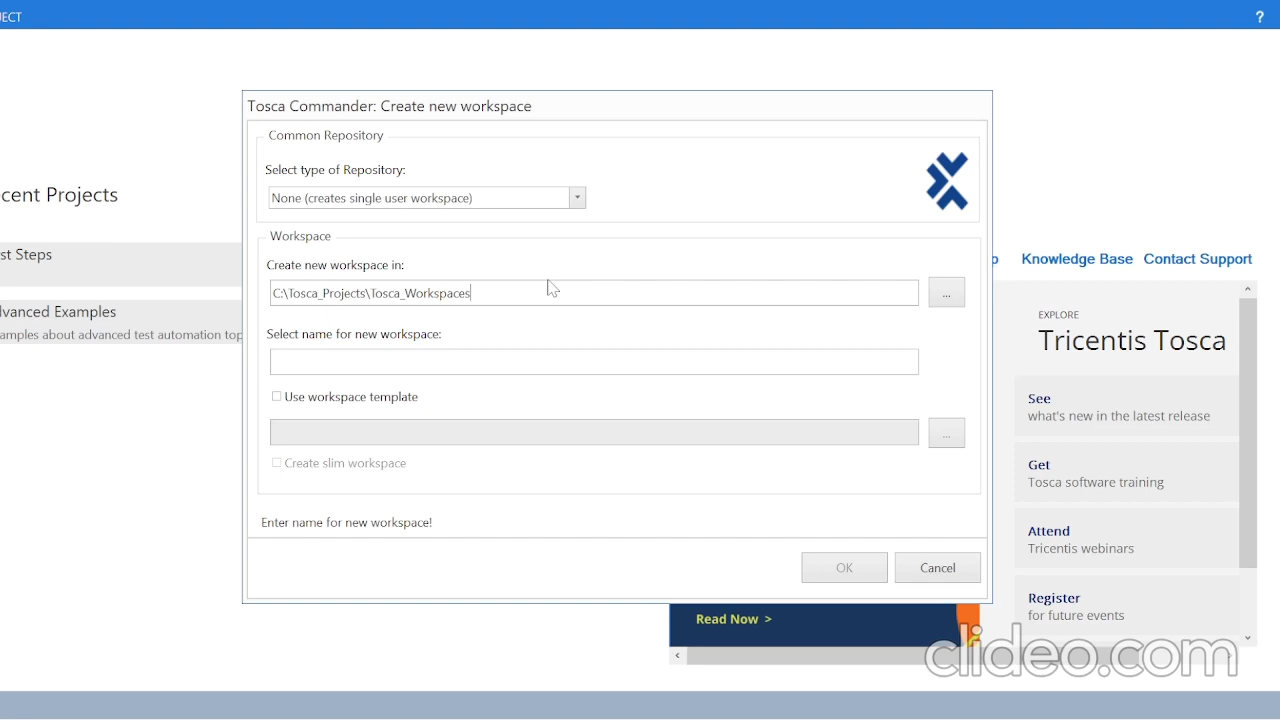 JECT
?
Tosca Commander: Create new workspace
Common Repository
Select type of Repository:
None (creates single user workspace)
Workspace
Create new workspace in:
C:\Tosca_Projects\Tosca_Workspaces
...
Select name for new workspace:
Use workspace template
...
Create slim workspace
Enter name for new workspace!
OK
Cancel
cent Projects
st Steps
vanced Examples
amples about advanced test automation top
p
Knowledge Base
Contact Support
EXPLORE
Tricentis Tosca
See
what's new in the latest release
Get
Tosca software training
Attend
Tricentis webinars
Register
for future events
Read Now >
clideo.com